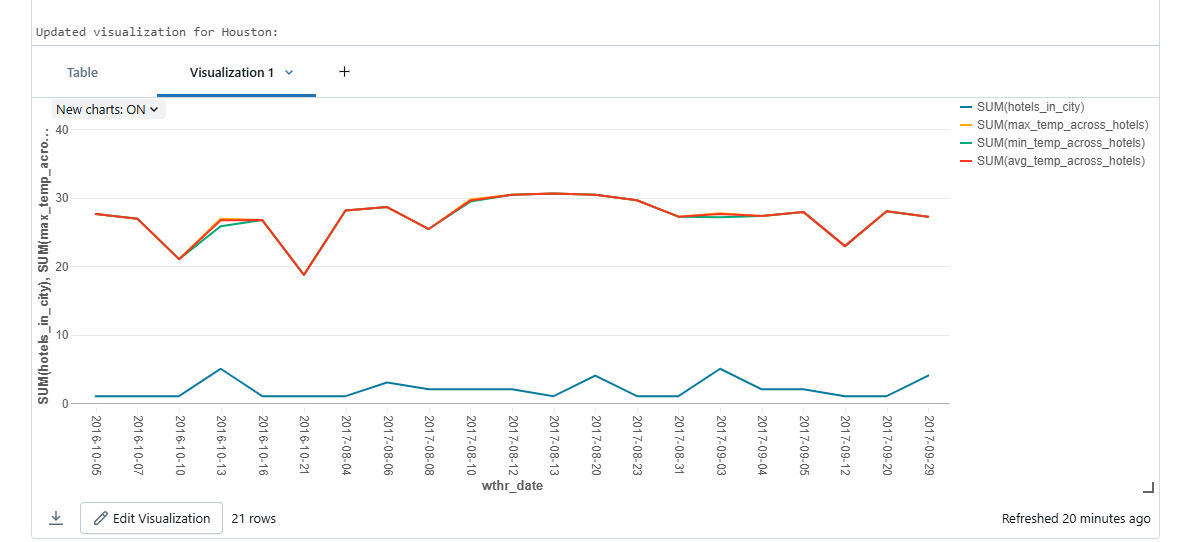 Updated visualization for Houston:
Table
Visualization 1
+
New charts: ON
SUM(hotels_in_city)
SUM(max_temp_across_hotels)
SUM(min_temp_across_hotels)
SUM(avg_temp_across_hotels)
SUM(hotels_in_city), SUM(max_temp_acro...
40
30
20
10
0
2016-10-05
2016-10-07
2016-10-10
2016-10-13
2016-10-16
2016-10-21
2017-08-04
2017-08-06
2017-08-08
2017-08-10
2017-08-12
2017-08-13
2017-08-20
2017-08-23
2017-08-31
2017-09-03
2017-09-04
2017-09-05
2017-09-12
2017-09-20
2017-09-29
wthr_date
Edit Visualization
21 rows
Refreshed 20 minutes ago